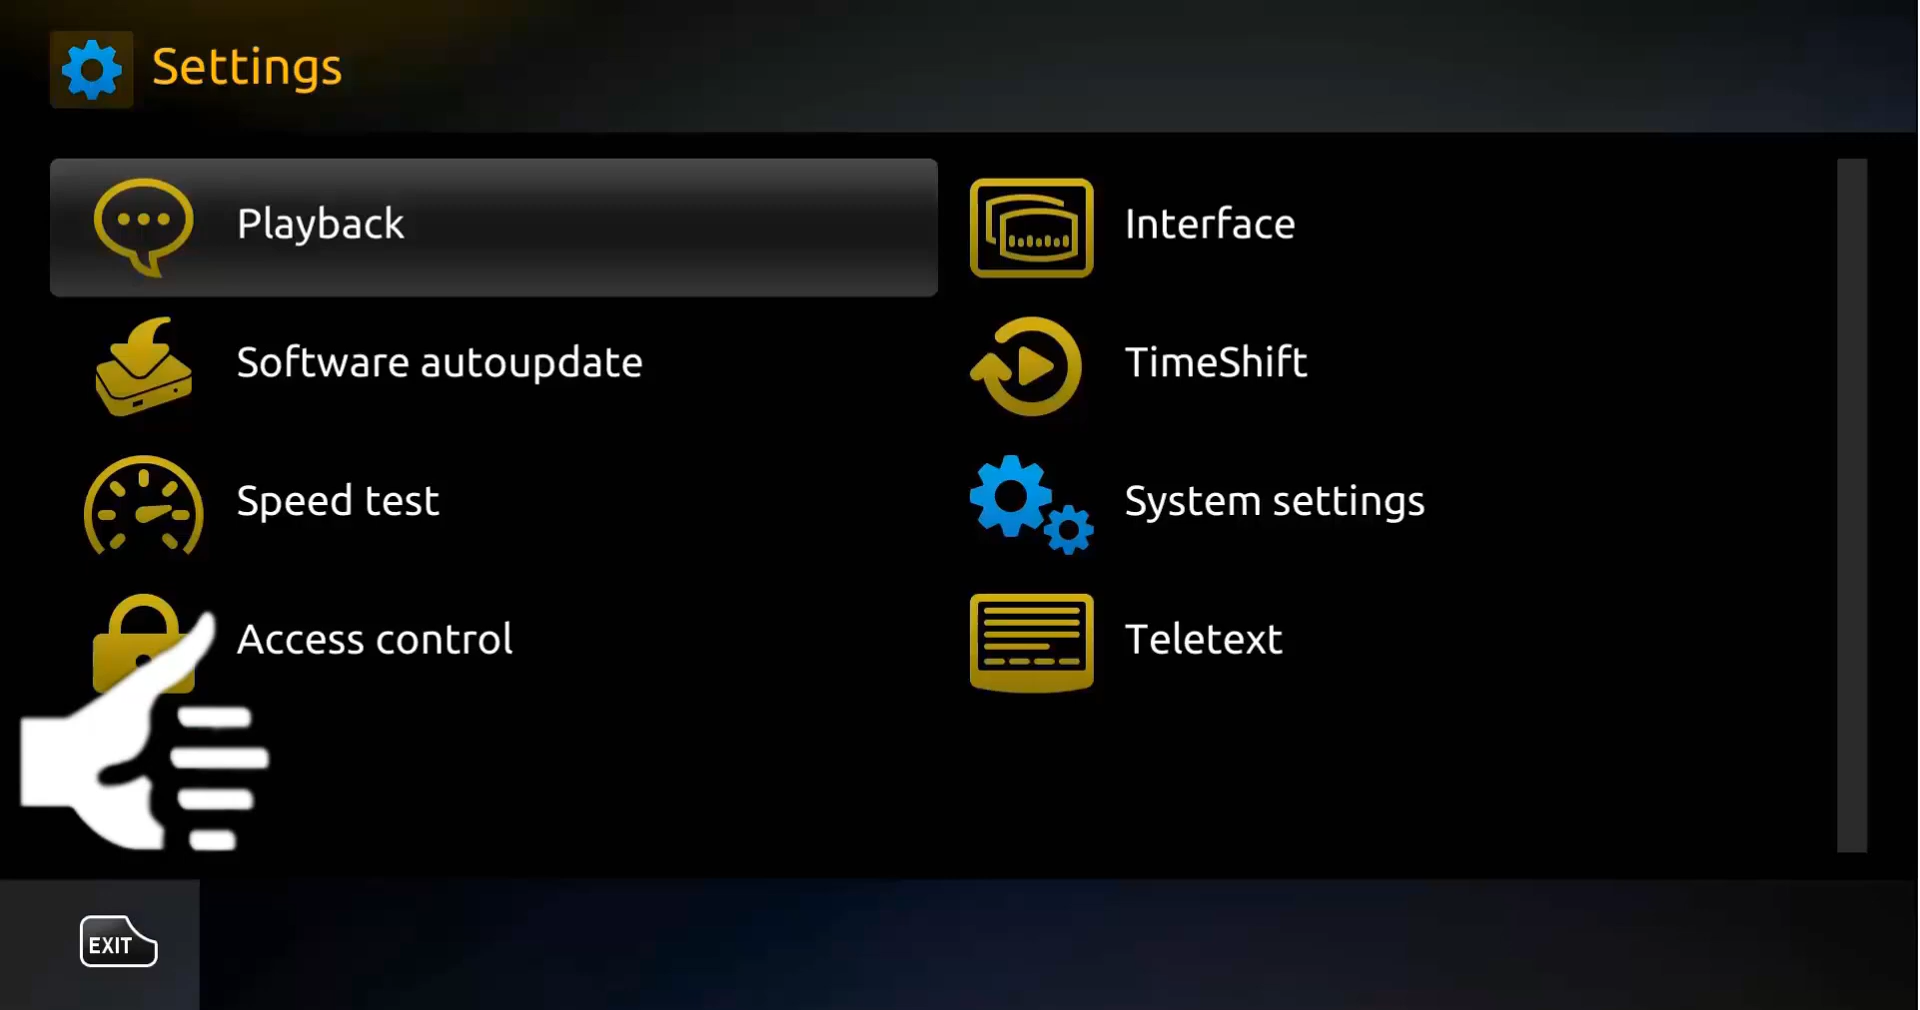 Settings
Playback
Interface
Software autoupdate
TimeShift
Speed test
System settings
Access control
Teletext
EXIT